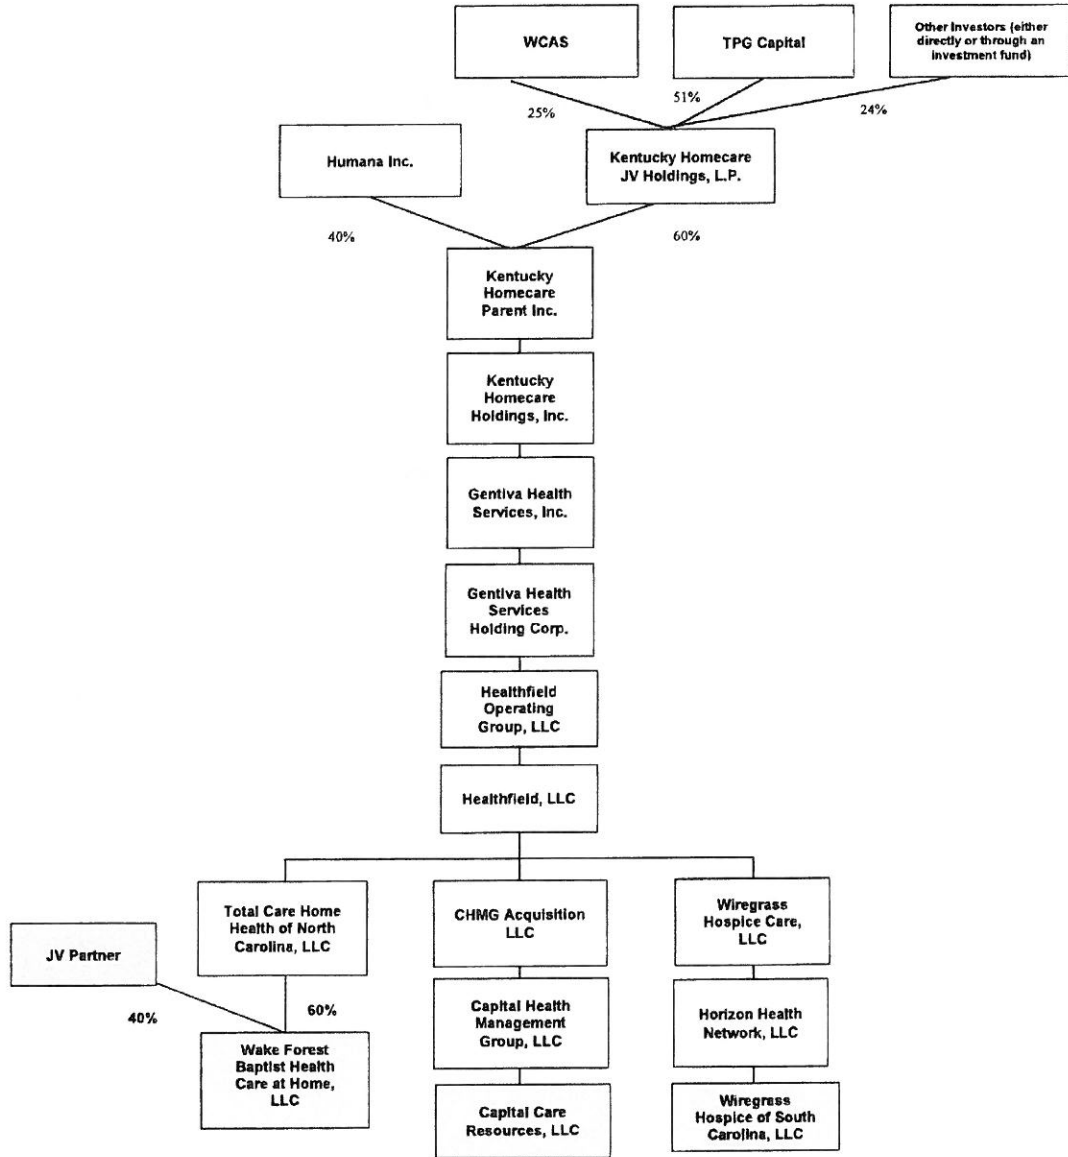 WCAS
TPG Capital
Other Investors (either
directly or through an
investment fund)
25%
51%
24%
Humana Inc.
Kentucky Homecare
JV Holdings, L.P.
40%
60%
Kentucky
Homecare
Parent Inc.
Kentucky
Homecare
Holdings, Inc.
Gentiva Health
Services, Inc.
Gentiva Health
Services
Holding Corp.
Healthfield
Operating
Group, LLC
Healthfield, LLC
JV Partner
Total Care Home
Health of North
Carolina, LLC
40%
60%
Wake Forest
Baptist Health
Care at Home,
LLC
CHMG Acquisition
LLC
Capital Health
Management
Group, LLC
Capital Care
Resources, LLC
Wiregrass
Hospice Care,
LLC
Horizon Health
Network, LLC
Wiregrass
Hospice of South
Carolina, LLC